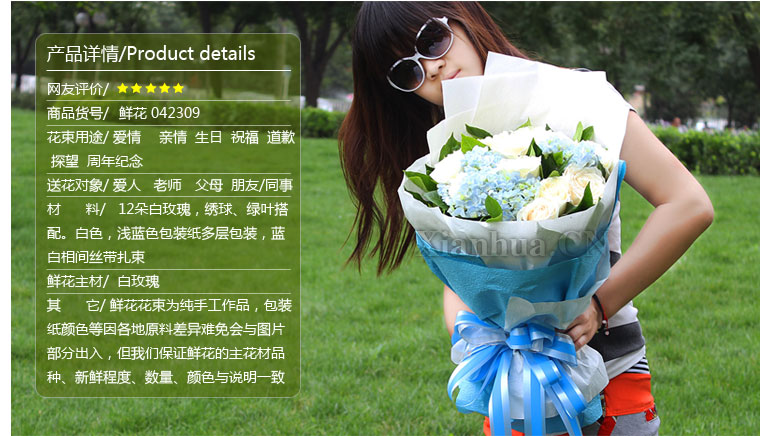 产品详情/Product details
网友评价/ ★★★★★
商品货号/ 鲜花 042309
花束用途/ 爱情 亲情 生日 祝福 道歉
探望 周年纪念
送花对象/ 爱人 老师 父母 朋友/同事
材 料/ 12朵白玫瑰，绣球、绿叶搭
配。白色，浅蓝色包装纸多层包装，蓝
白相间丝带扎束
鲜花主材/ 白玫瑰
其 它/ 鲜花花束为纯手工作品，包装
纸颜色等因各地原料差异难免会与图片
部分出入，但我们保证鲜花的主花材品
种、新鲜程度、数量、颜色与说明一致
Xianhua.CN